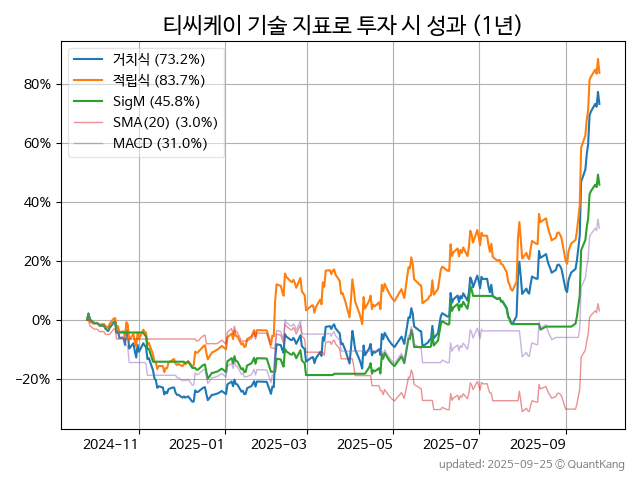 티씨케이 기술 지표로 투자 시 성과 (1년)
거치식 (73.2%)
적립식 (83.7%)
SigM (45.8%)
SMA(20) (3.0%)
MACD (31.0%)
80%
60%
40%
20%
0%
−20%
2024-11 2025-01 2025-03 2025-05 2025-07 2025-09
updated: 2025-09-25 ⓒ QuantKang